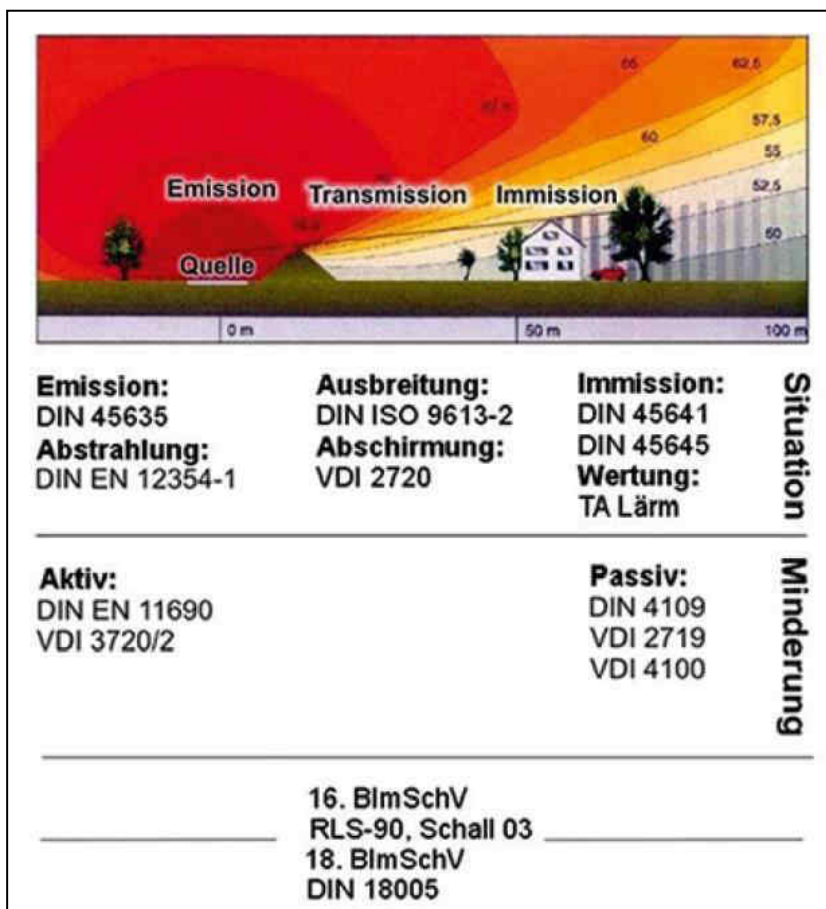 65
62,5
60
57,5
55
52,5
50
Emission Transmission Immission
Quelle
0 m 50 m 100 m
Emission:
DIN 45635
Abstrahlung:
DIN EN 12354-1
Ausbreitung:
DIN ISO 9613-2
Abschirmung:
VDI 2720
Immission:
DIN 45641
DIN 45645
Wertung:
TA Lärm
Situation
Aktiv:
DIN EN 11690
VDI 3720/2
Passiv:
DIN 4109
VDI 2719
VDI 4100
Minderung
16. BImSchV
RLS-90, Schall 03
18. BImSchV
DIN 18005